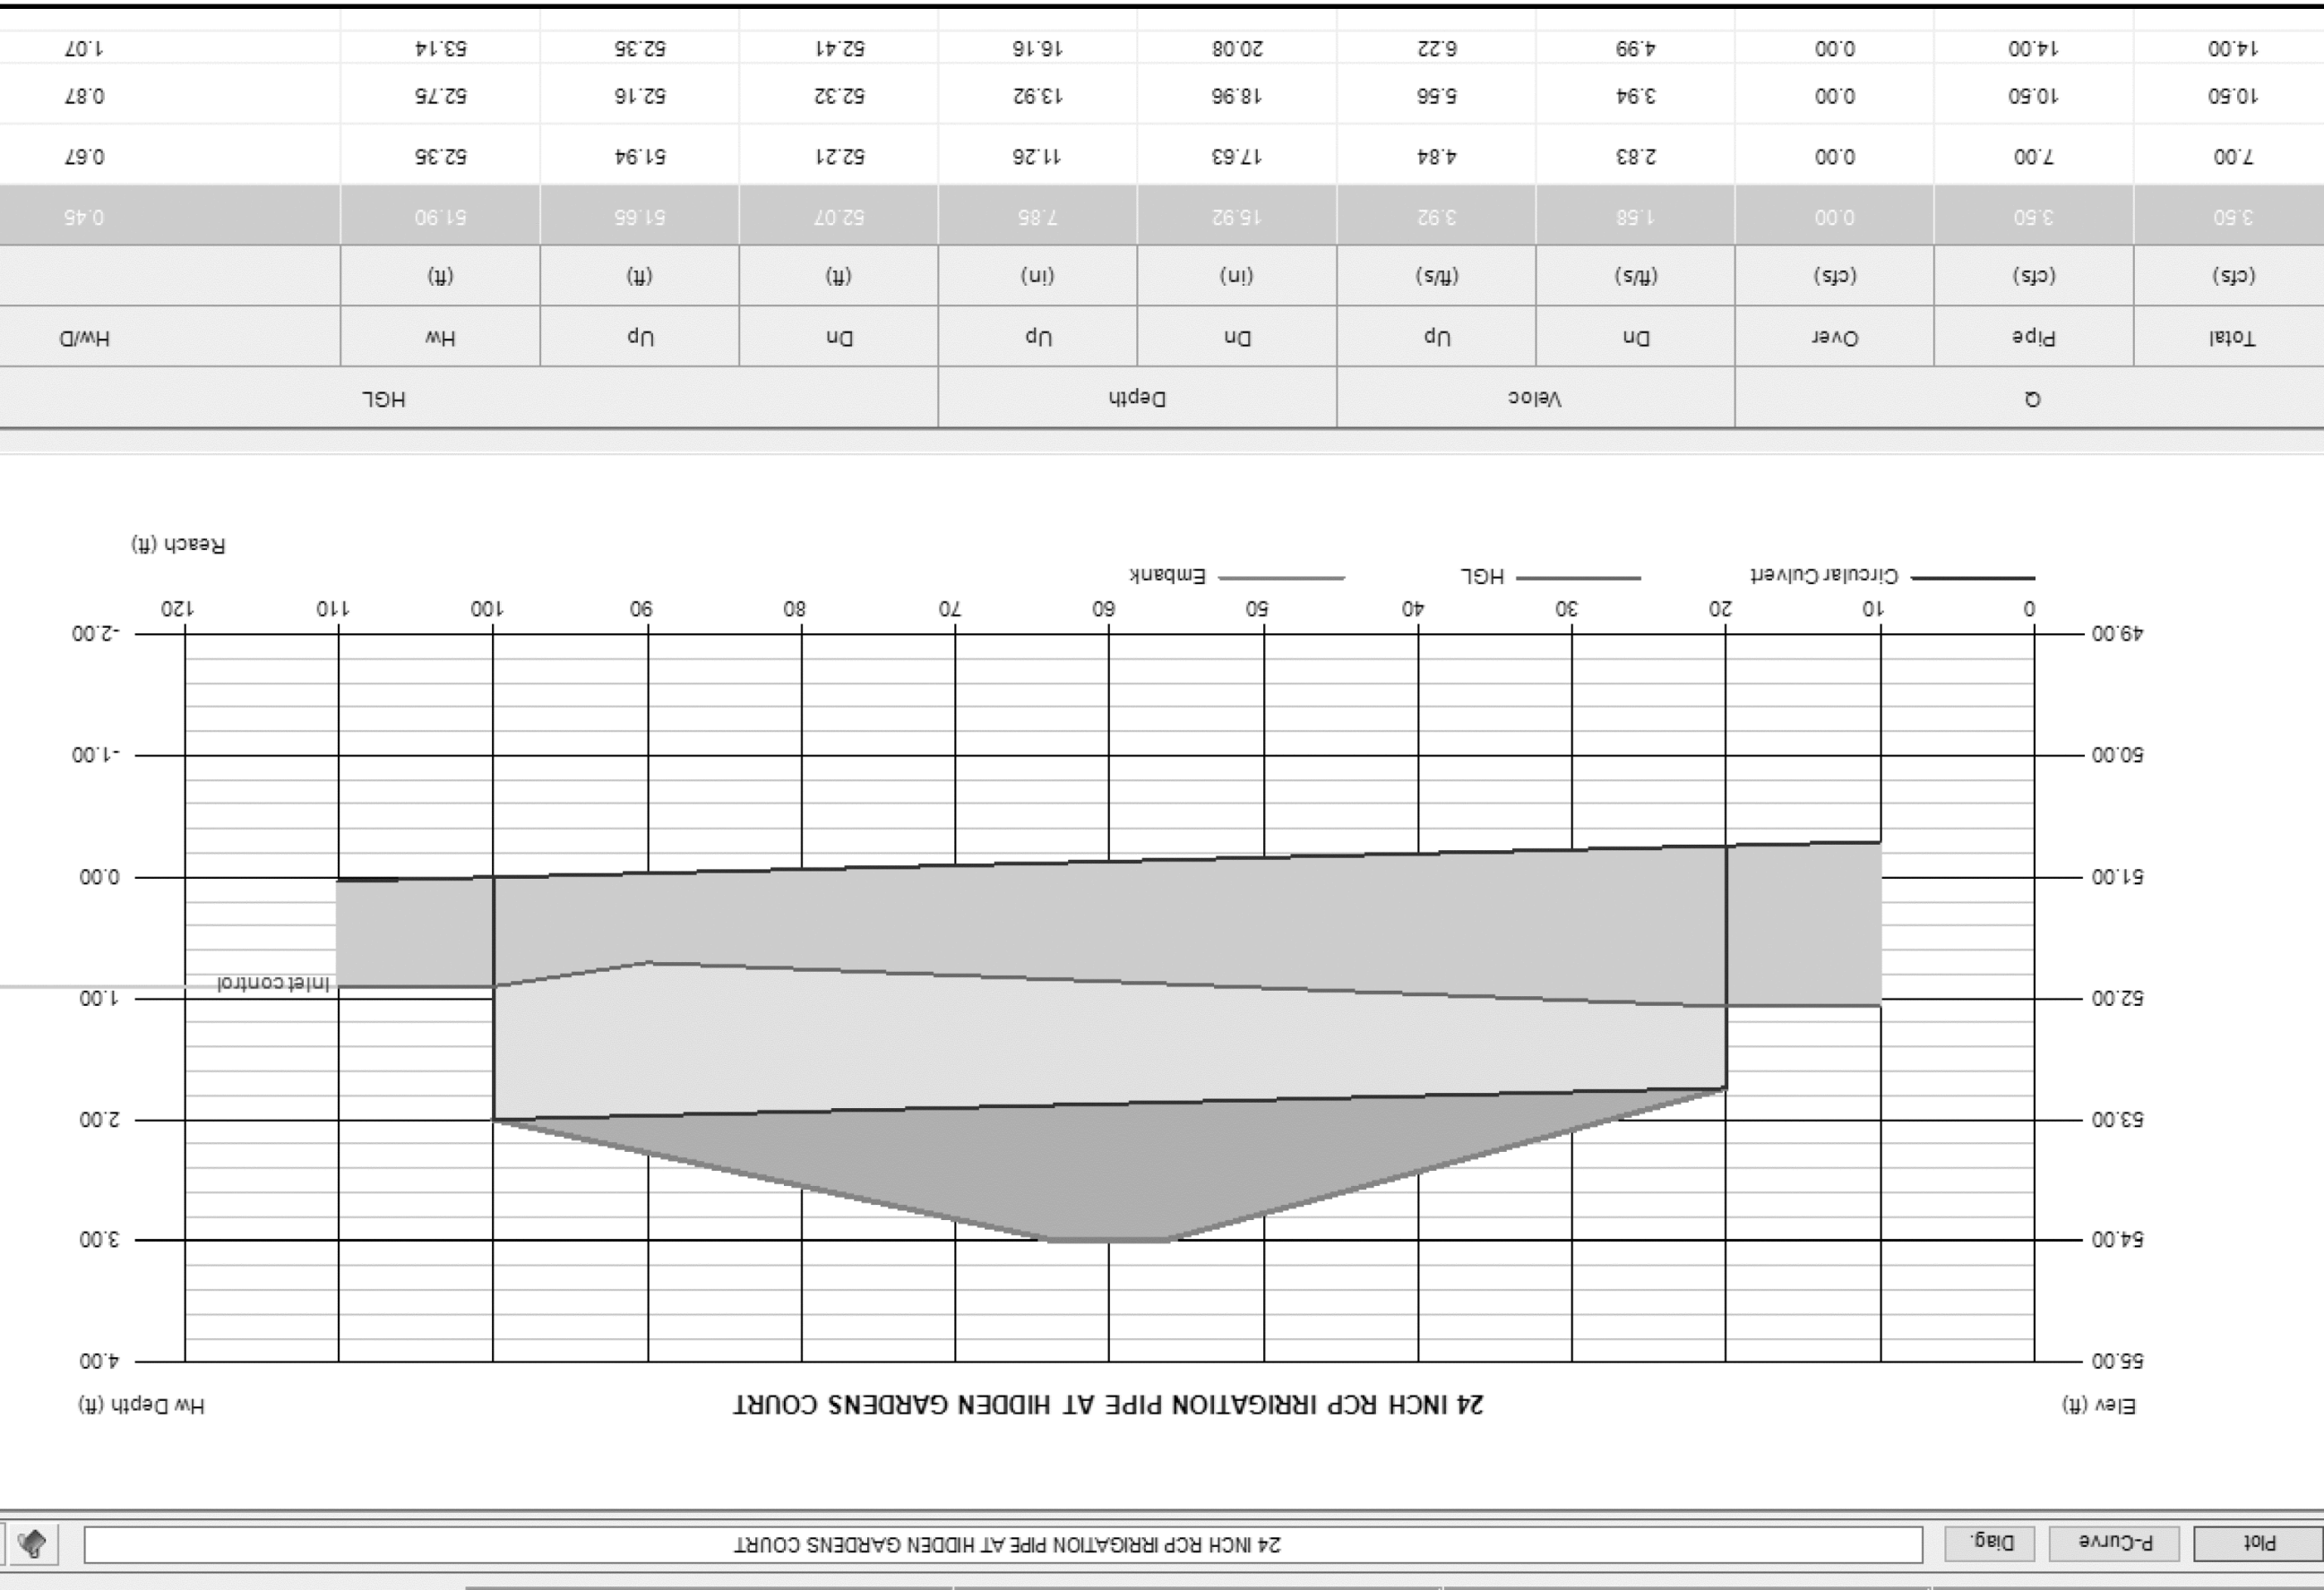 Plot P-Curve Diag. 24 INCH RCP IRRIGATION PIPE AT HIDDEN GARDENS COURT
Elev (ft) 24 INCH RCP IRRIGATION PIPE AT HIDDEN GARDENS COURT Hw Depth (ft)
55.00 4.00
54.00 3.00
53.00 2.00
52.00 1.00
Inlet control
51.00 0.00
50.00 -1.00
49.00 -2.00
0 10 20 30 40 50 60 70 80 90 100 110 120
Circular Culvert HGL Embank
Reach (ft)
Q Veloc Depth HGL
Total Pipe Over Dn Up Dn Up Dn Up Hw Hw/D
(cfs) (cfs) (cfs) (ft/s) (ft/s) (in) (in) (ft) (ft) (ft)
3.50 3.50 0.00 1.58 3.92 15.92 7.85 52.07 51.65 51.90 0.45
7.00 7.00 0.00 2.83 4.84 17.63 11.26 52.21 51.94 52.35 0.67
10.50 10.50 0.00 3.94 5.56 18.96 13.92 52.32 52.16 52.75 0.87
14.00 14.00 0.00 4.99 6.22 20.08 16.16 52.41 52.35 53.14 1.07